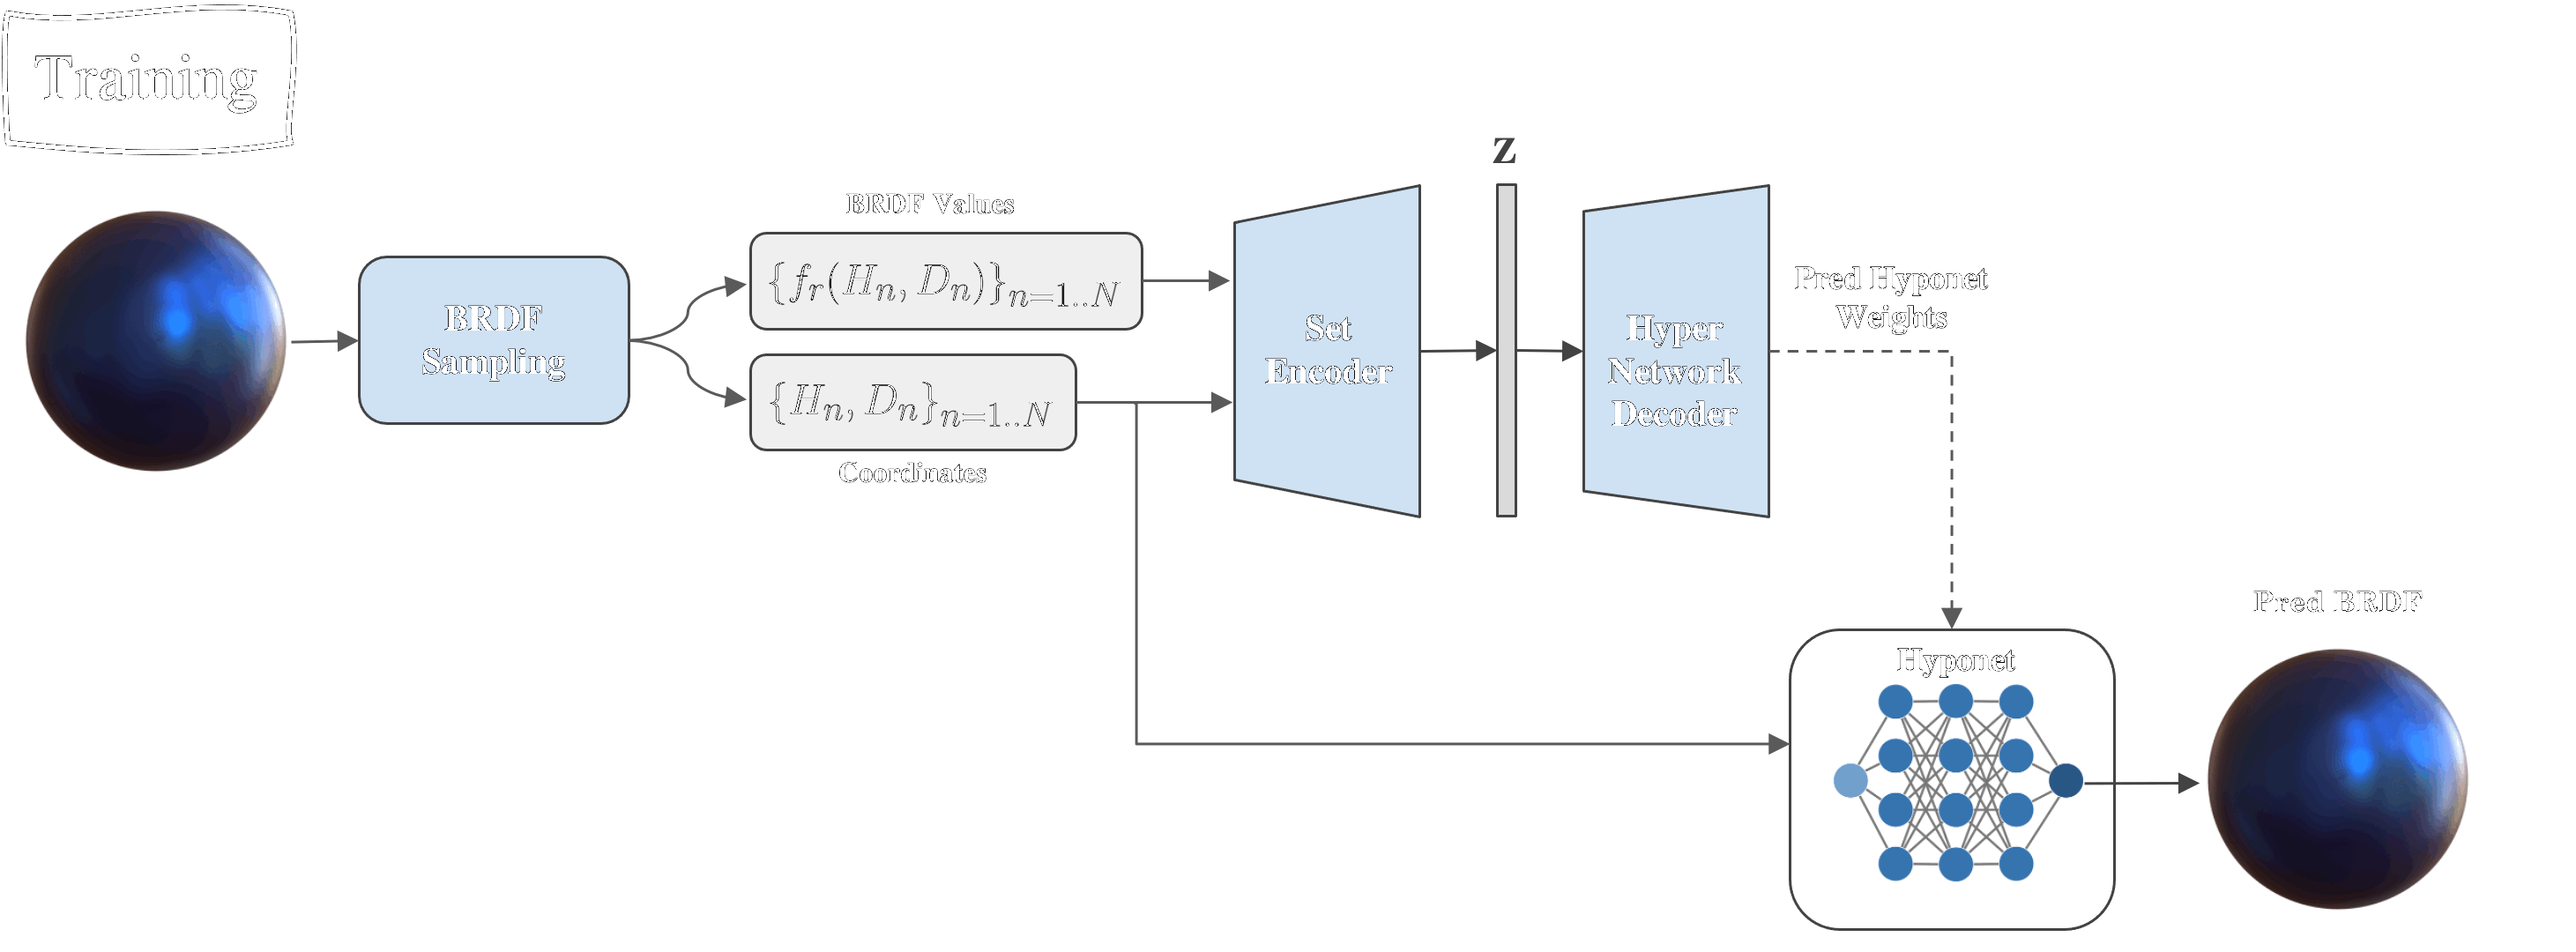 Training
BRDF
Sampling
BRDF Values
{f_r(H_n, D_n)}_{n=1..N}
{H_n, D_n}_{n=1..N}
Coordinates
Set
Encoder
z
Hyper
Network
Decoder
Pred Hyponet
Weights
Hyponet
Pred BRDF